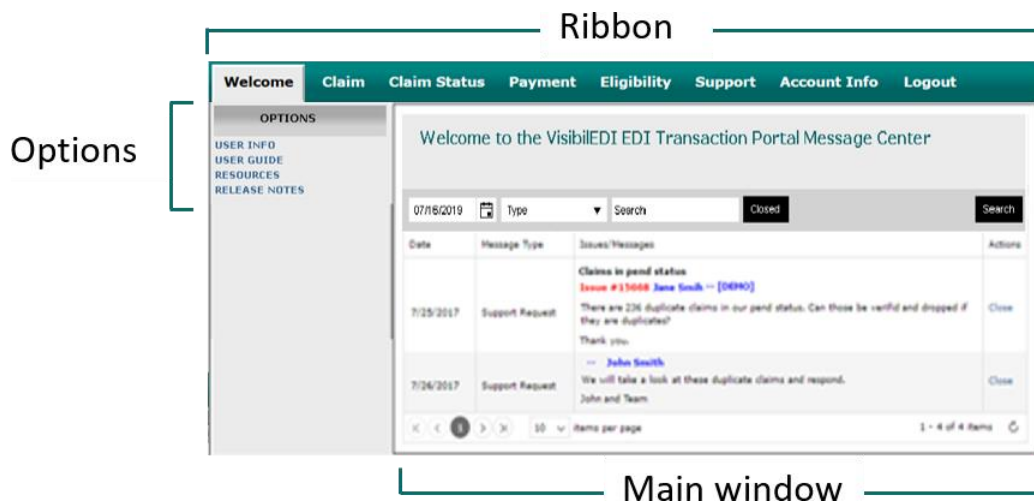 Ribbon
Welcome Claim Claim Status Payment Eligibility Support Account Info Logout
Options
OPTIONS
USER INFO
USER GUIDE
RESOURCES
RELEASE NOTES
Welcome to the VisibilEDI EDI Transaction Portal Message Center
07/16/2019 Type Search Closed Search
Date Message Type Issues/Messages Actions
Claims in pend status
Issue #15668 Jane Smih -- [DEMO]
7/25/2017 Support Request There are 236 duplicate claims in our pend status. Can those be verifid and dropped if Close
they are duplicates?
Thank you.
-- John Smith
7/26/2017 Support Request We will take a look at these duplicate claims and respond. Close
John and Team
1 10 items per page 1 - 4 of 4 items
Main window